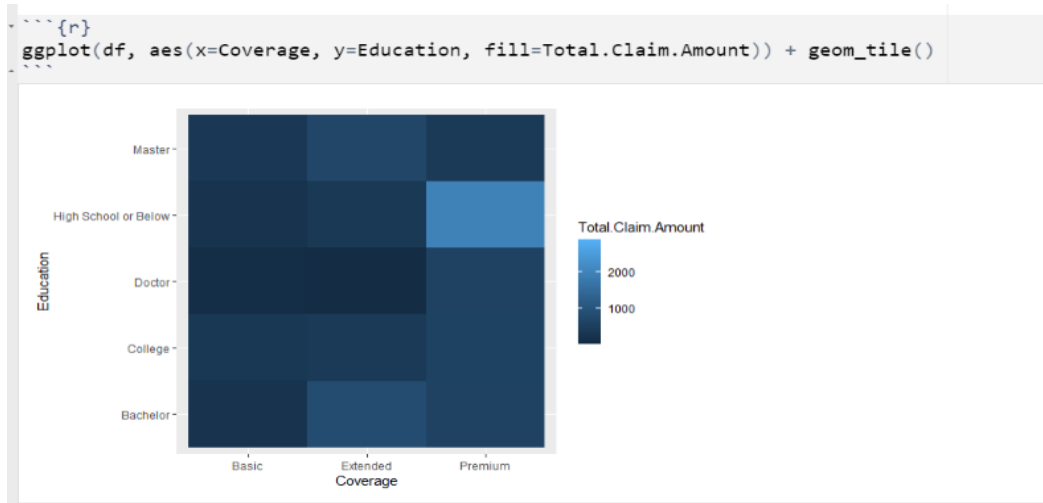 ```{r}
ggplot(df, aes(x=Coverage, y=Education, fill=Total.Claim.Amount)) + geom_tile()
```
Master
High School or Below
Doctor
College
Bachelor
Education
Basic Extended Premium
Coverage
Total.Claim.Amount
2000
1000